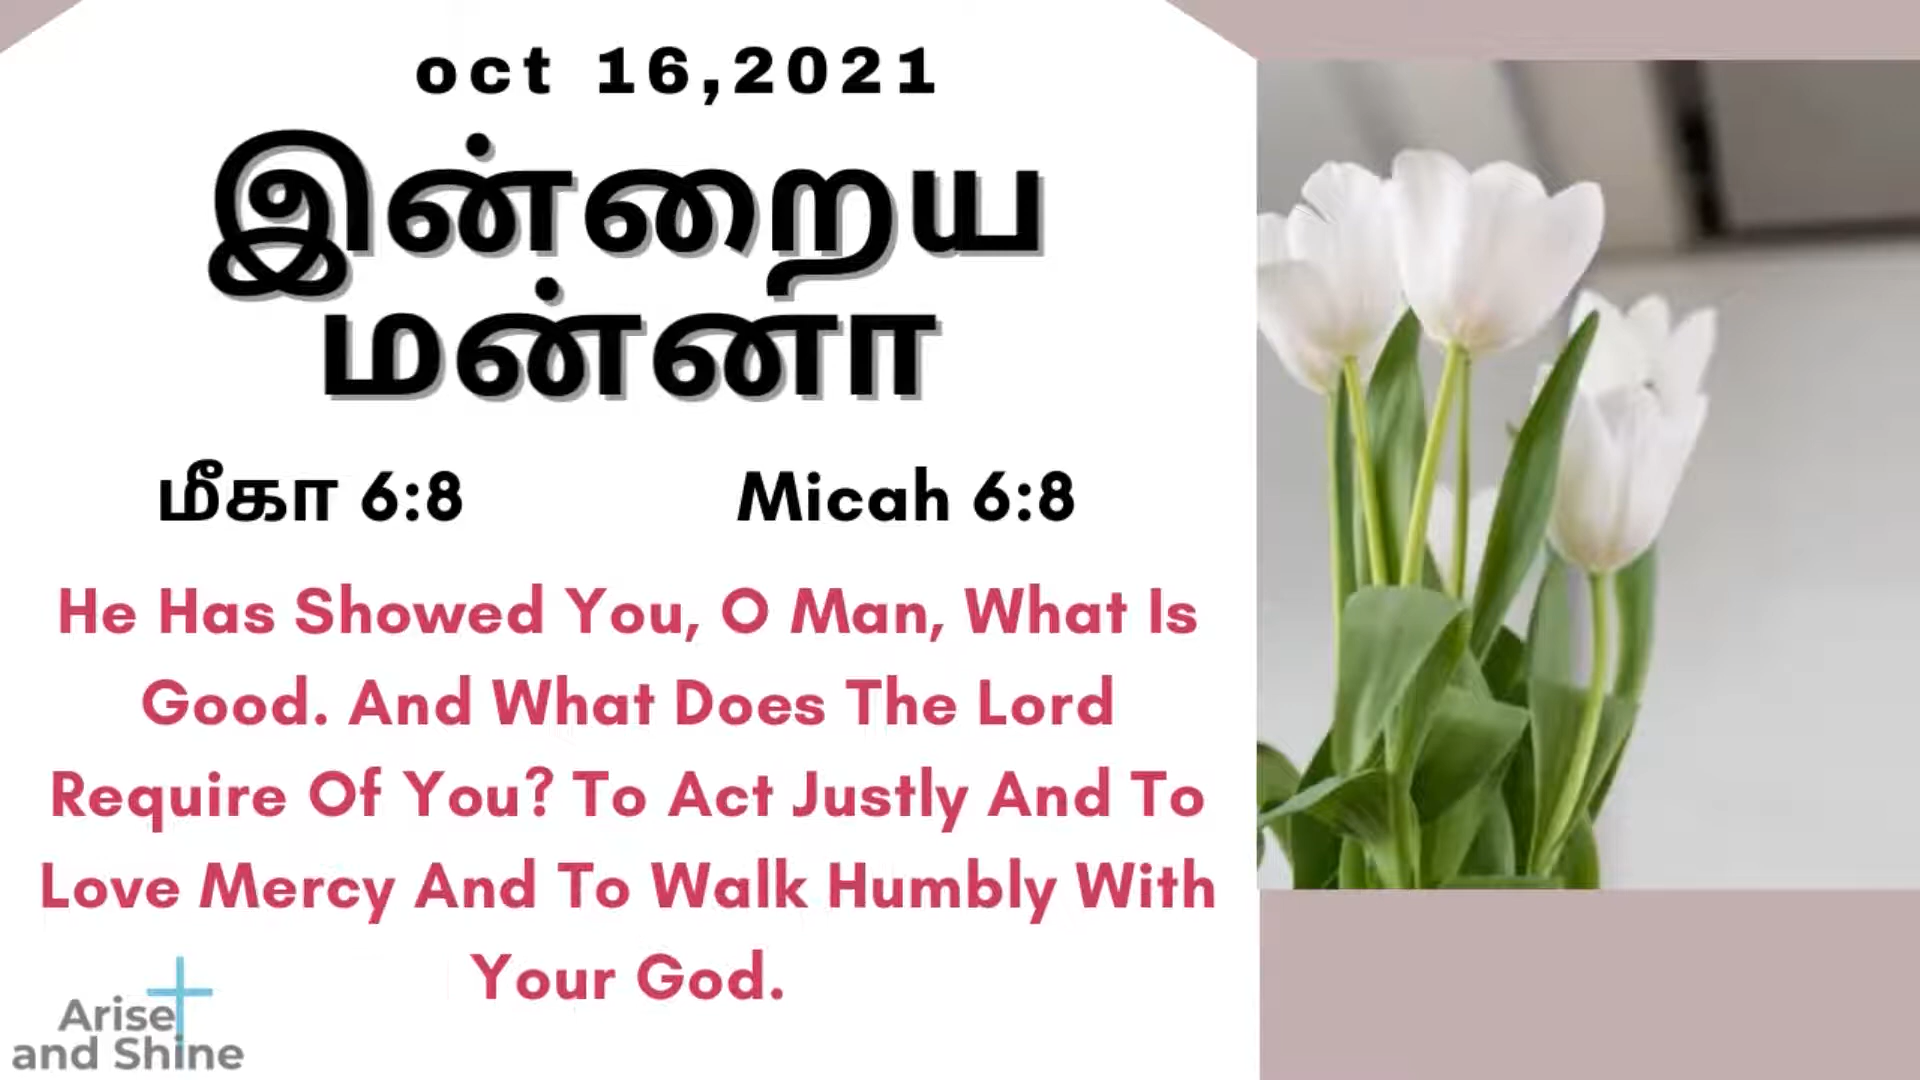 oct 16,2021
இன்றைய
மன்னா
மீகா 6:8 Micah 6:8
He Has Showed You, O Man, What Is
Good. And What Does The Lord
Require Of You? To Act Justly And To
Love Mercy And To Walk Humbly With
Your God.
Arise
and Shine